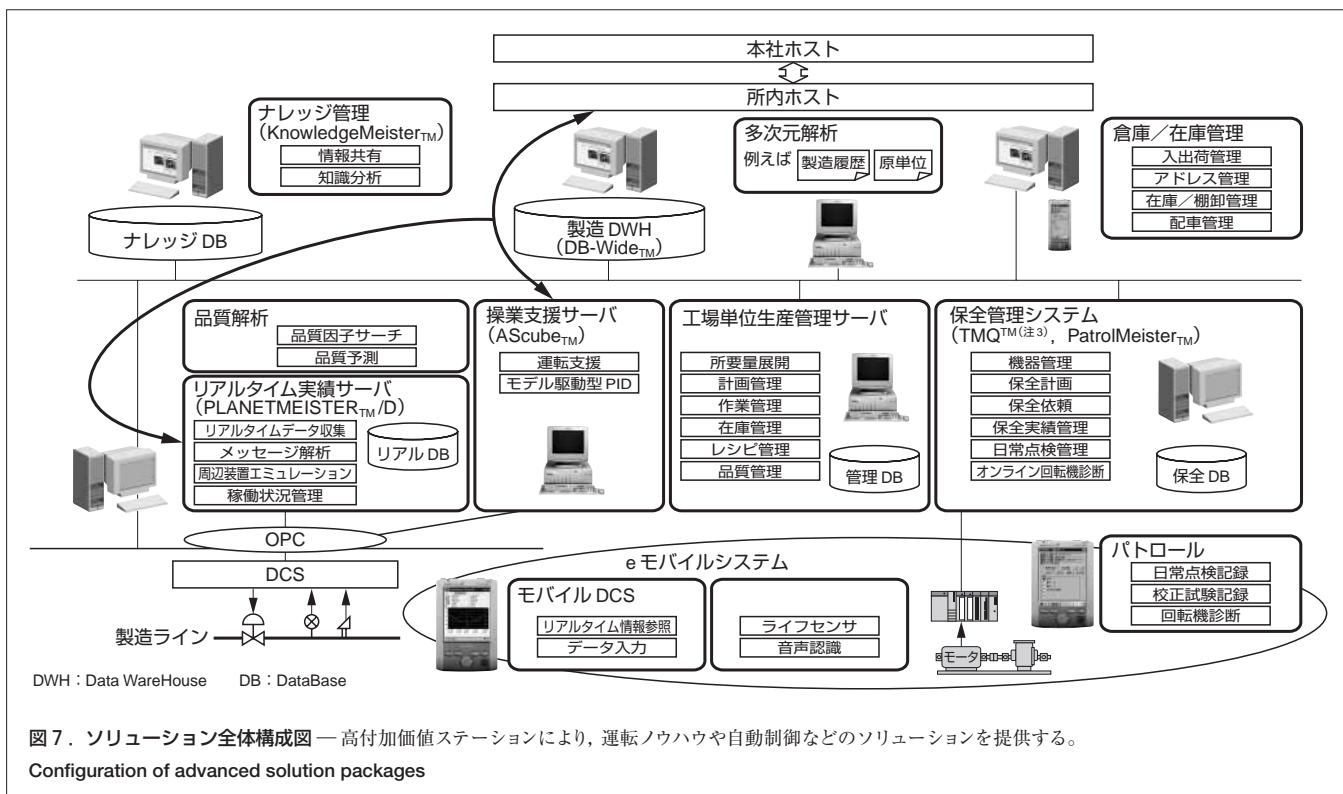 本社ホスト
所内ホスト
ナレッジ管理
(KnowledgeMeisterTM)
情報共有
知識分析
ナレッジ DB
製造 DWH
(DB-WideTM)
多次元解析
例えば 製造履歴 原単位
倉庫／在庫管理
入出荷管理
アドレス管理
在庫／棚卸管理
配車管理
品質解析
品質因子サーチ
品質予測
リアルタイム実績サーバ
(PLANETMEISTERTM /D)
リアルタイムデータ収集
メッセージ解析
周辺装置エミュレーション
稼働状況管理
リアル DB
操業支援サーバ
(AScubeTM)
運転支援
モデル駆動型 PID
工場単位生産管理サーバ
所要量展開
計画管理
作業管理
在庫管理
レシピ管理
品質管理
管理 DB
保全管理システム
(TMQTM(注3), PatrolMeisterTM)
機器管理
保全計画
保全依頼
保全実績管理
日常点検管理
オンライン回転機診断
保全 DB
OPC
DCS
製造ライン
e モバイルシステム
モバイル DCS
リアルタイム情報参照
データ入力
ライフセンサ
音声認識
モータ
パトロール
日常点検記録
校正試験記録
回転機診断
DWH：Data WareHouse DB：DataBase
図7．ソリューション全体構成図 — 高付加価値ステーションにより，運転ノウハウや自動制御などのソリューションを提供する。
Configuration of advanced solution packages